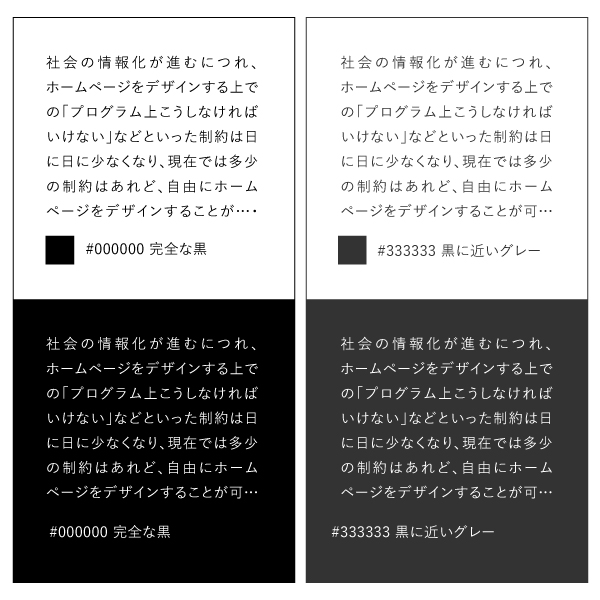 社会の情報化が進むにつれ、
ホームページをデザインする上で
の「プログラム上こうしなければ
いけない」などといった制約は日
に日に少なくなり、現在では多少
の制約はあれど、自由にホーム
ページをデザインすることが…・
#000000 完全な黒
社会の情報化が進むにつれ、
ホームページをデザインする上で
の「プログラム上こうしなければ
いけない」などといった制約は日
に日に少なくなり、現在では多少
の制約はあれど、自由にホーム
ページをデザインすることが可…
#333333 黒に近いグレー
社会の情報化が進むにつれ、
ホームページをデザインする上で
の「プログラム上こうしなければ
いけない」などといった制約は日
に日に少なくなり、現在では多少
の制約はあれど、自由にホーム
ページをデザインすることが可…
#000000 完全な黒
社会の情報化が進むにつれ、
ホームページをデザインする上で
の「プログラム上こうしなければ
いけない」などといった制約は日
に日に少なくなり、現在では多少
の制約はあれど、自由にホーム
ページをデザインすることが可…
#333333 黒に近いグレー